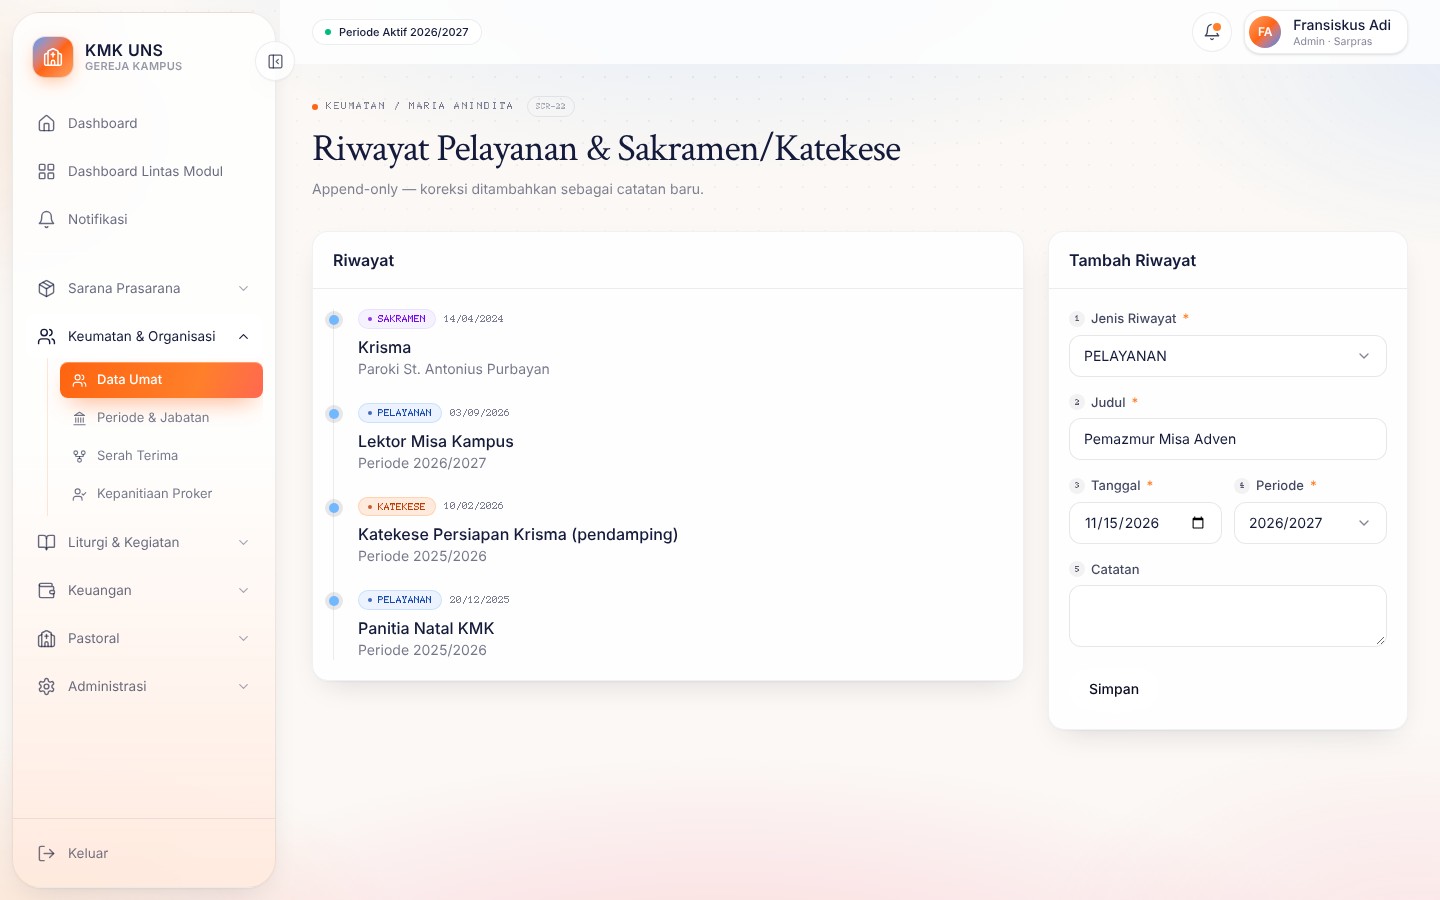 KMK UNS
GEREJA KAMPUS
Dashboard
Dashboard Lintas Modul
Notifikasi
Sarana Prasarana
Keumatan & Organisasi
Data Umat
Periode & Jabatan
Serah Terima
Kepanitiaan Proker
Liturgi & Kegiatan
Keuangan
Pastoral
Administrasi
Keluar
Periode Aktif 2026/2027
FA
Fransiskus Adi
Admin · Sarpras
KEUMATAN / MARIA ANINDITA SCR-22
Riwayat Pelayanan & Sakramen/Katekese
Append-only — koreksi ditambahkan sebagai catatan baru.
Riwayat
SAKRAMEN 14/04/2024
Krisma
Paroki St. Antonius Purbayan
PELAYANAN 03/09/2026
Lektor Misa Kampus
Periode 2026/2027
KATEKESE 10/02/2026
Katekese Persiapan Krisma (pendamping)
Periode 2025/2026
PELAYANAN 20/12/2025
Panitia Natal KMK
Periode 2025/2026
Tambah Riwayat
1 Jenis Riwayat *
PELAYANAN
2 Judul *
Pemazmur Misa Adven
3 Tanggal *
11/15/2026
4 Periode *
2026/2027
5 Catatan
Simpan